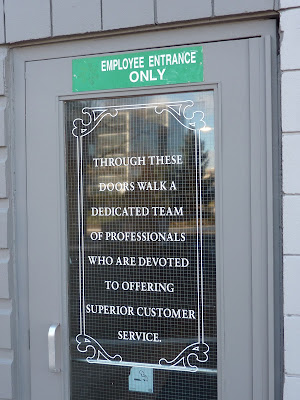 EMPLOYEE ENTRANCE
ONLY
THROUGH THESE
DOORS WALK A
DEDICATED TEAM
OF PROFESSIONALS
WHO ARE DEVOTED
TO OFFERING
SUPERIOR CUSTOMER
SERVICE.